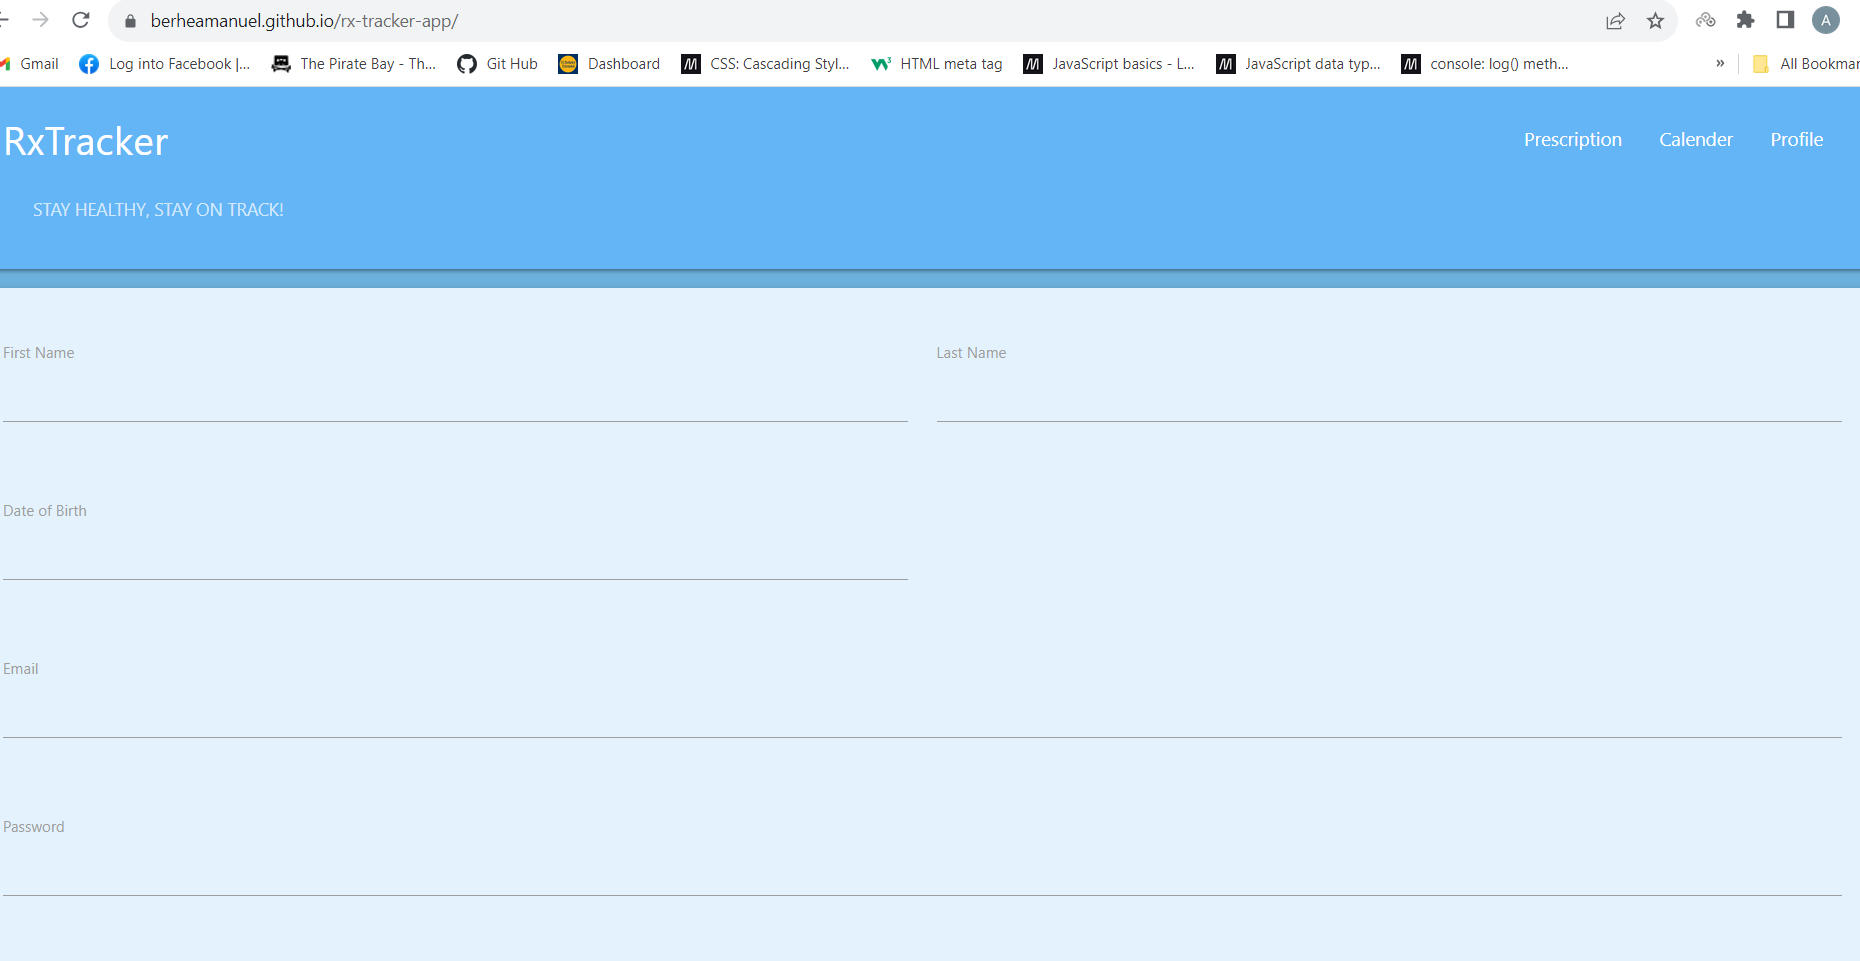 berheamanuel.github.io/rx-tracker-app/
A
Gmail Log into Facebook |... The Pirate Bay - Th... Git Hub Dashboard CSS: Cascading Styl... HTML meta tag JavaScript basics - L... JavaScript data typ... console: log() meth... » All Bookmar
RxTracker
Prescription Calender Profile
STAY HEALTHY, STAY ON TRACK!
First Name Last Name
Date of Birth
Email
Password